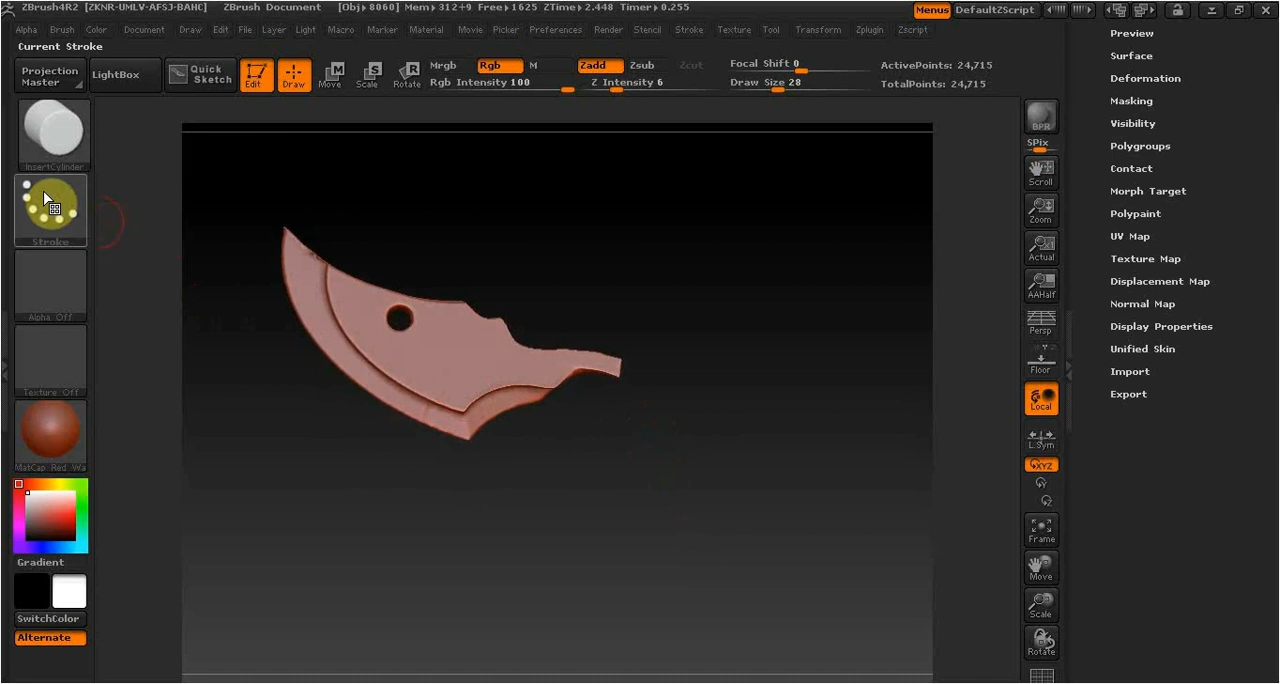 ZBrush4R2 [ZKNR-UMLV-AFSJ-BAHC] ZBrush Document [Obj▸ 8060] Mem▸312+9 Free▸1625 ZTime▸2.448 Timer▸0.255 Menus DefaultZScript
Alpha Brush Color Document Draw Edit File Layer Light Macro Marker Material Movie Picker Preferences Render Stencil Stroke Texture Tool Transform Zplugin Zscript
Current Stroke
Projection Master
LightBox
Quick Sketch
Edit
Draw
Move
Scale
Rotate
Mrgb Rgb M
Rgb Intensity 100
Zadd Zsub Zcut
Z Intensity 6
Focal Shift 0
Draw Size 28
ActivePoints: 24,715
TotalPoints: 24,715
InsertCylinder
Stroke
Alpha Off
Texture Off
MatCap Red Wa
Gradient
SwitchColor
Alternate
BPR
SPix
Scroll
Zoom
Actual
AAHalf
Persp
Floor
Local
L.Sym
XYZ
Y
Z
Frame
Move
Scale
Rotate
Preview
Surface
Deformation
Masking
Visibility
Polygroups
Contact
Morph Target
Polypaint
UV Map
Texture Map
Displacement Map
Normal Map
Display Properties
Unified Skin
Import
Export